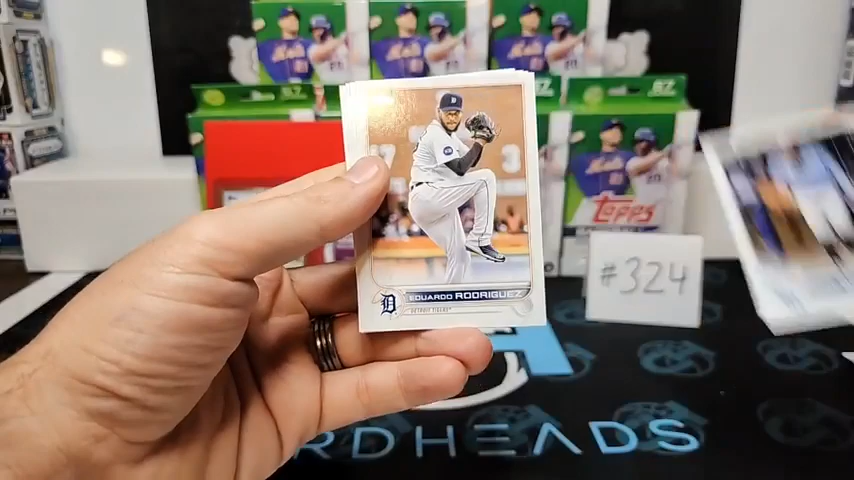 Topps
#324
EDUARDO RODRIGUEZ
DETROIT TIGERS
RDHEADS